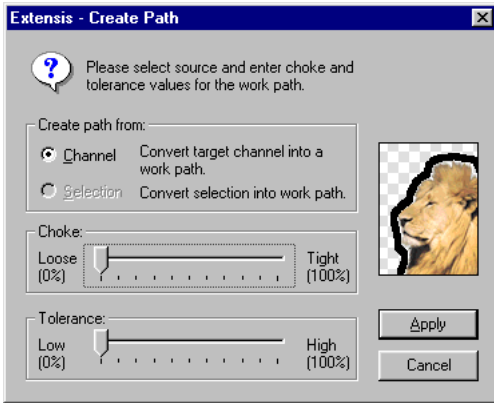 Extensis - Create Path
?
Please select source and enter choke and
tolerance values for the work path.
Create path from:
Channel Convert target channel into a
work path.
Selection Convert selection into work path.
Choke:
Loose Tight
(0%) (100%)
Tolerance:
Low High
(0%) (100%)
Apply
Cancel